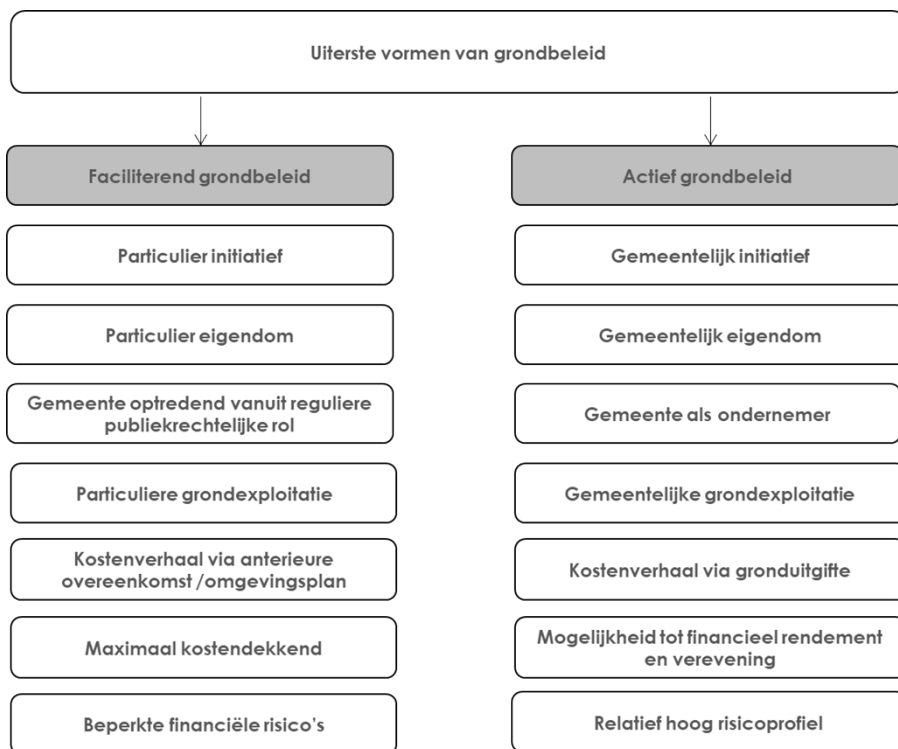 Uiterste vormen van grondbeleid
Faciliterend grondbeleid
Actief grondbeleid
Particulier initiatief
Gemeentelijk initiatief
Particulier eigendom
Gemeentelijk eigendom
Gemeente optredend vanuit reguliere
publiekrechtelijke rol
Gemeente als ondernemer
Particuliere grondexploitatie
Gemeentelijke grondexploitatie
Kostenverhaal via anterieure
overeenkomst /omgevingsplan
Kostenverhaal via gronduitgifte
Maximaal kostendekkend
Mogelijkheid tot financieel rendement
en verevening
Beperkte financiële risico's
Relatief hoog risicoprofiel